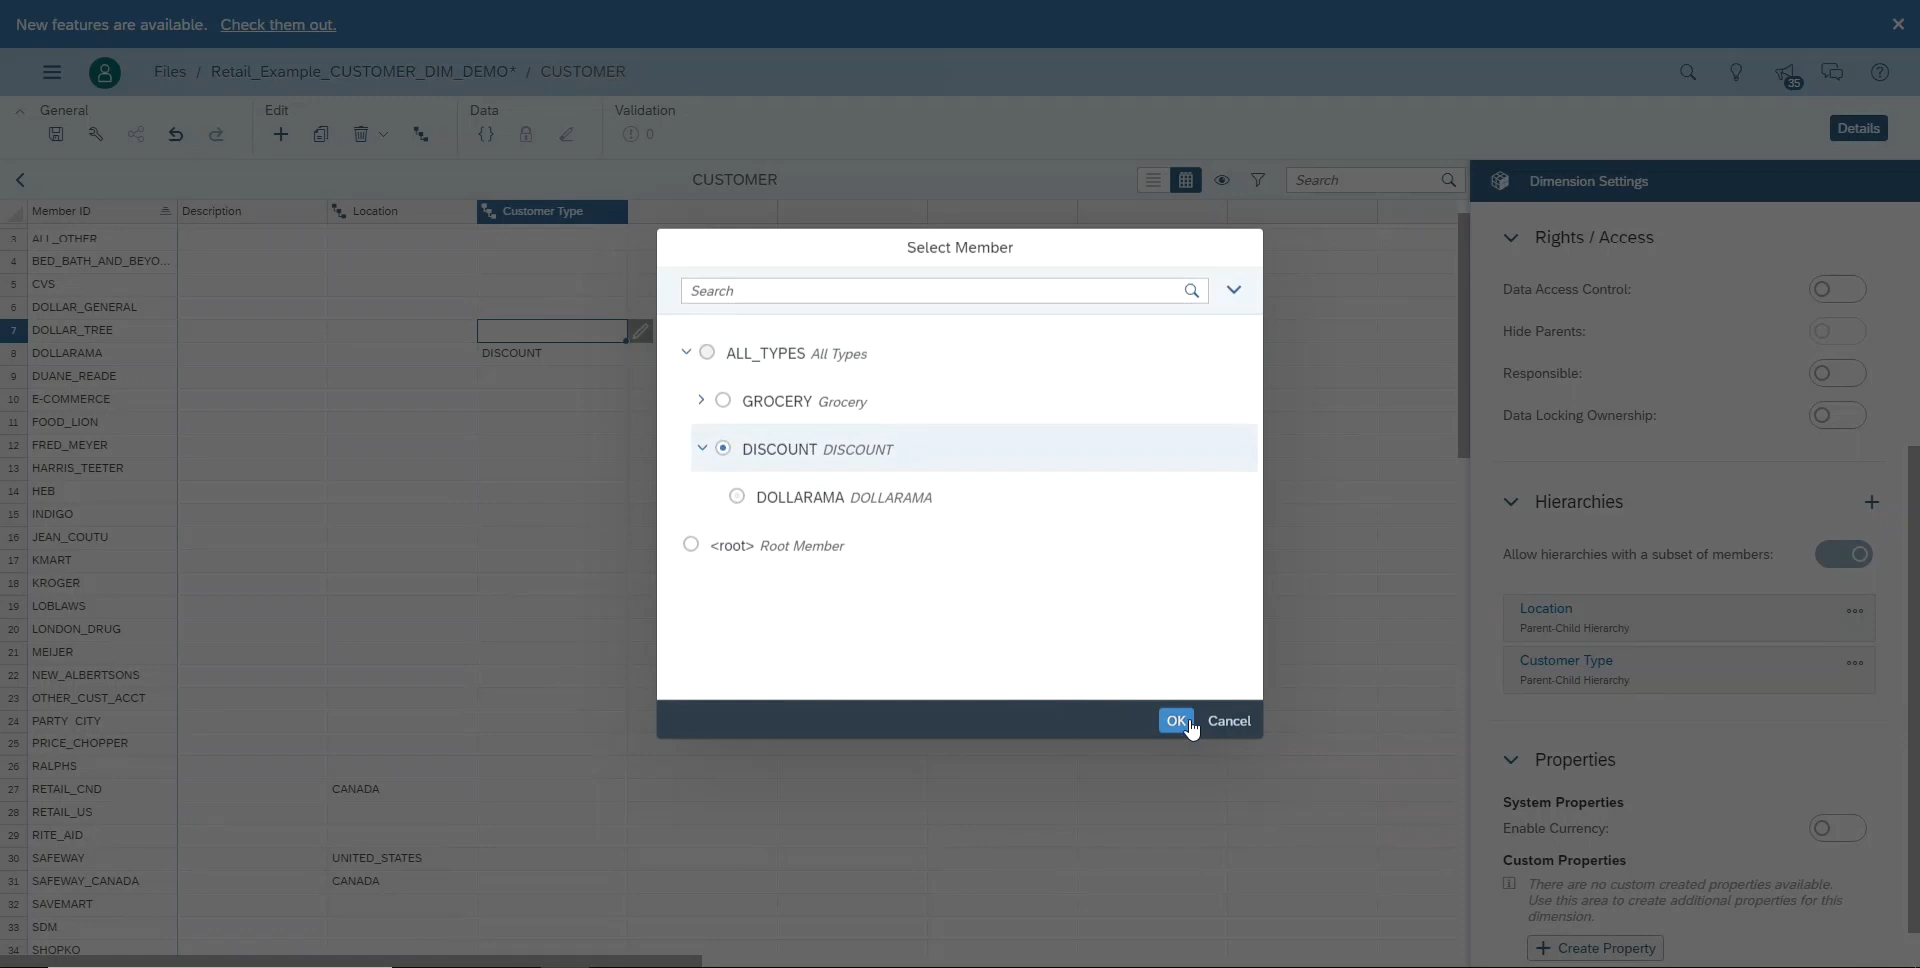 New features are available. Check them out.
Files / Retail_Example_CUSTOMER_DIM_DEMO* / CUSTOMER
35
General
Edit
Data
Validation
0
Details
CUSTOMER
Search
Dimension Settings
Member ID
Description
Location
Customer Type
3 ALL_OTHER
4 BED_BATH_AND_BEYO...
5 CVS
6 DOLLAR_GENERAL
7 DOLLAR_TREE
8 DOLLARAMA DISCOUNT
9 DUANE_READE
10 E-COMMERCE
11 FOOD_LION
12 FRED_MEYER
13 HARRIS_TEETER
14 HEB
15 INDIGO
16 JEAN_COUTU
17 KMART
18 KROGER
19 LOBLAWS
20 LONDON_DRUG
21 MEIJER
22 NEW_ALBERTSONS
23 OTHER_CUST_ACCT
24 PARTY_CITY
25 PRICE_CHOPPER
26 RALPHS
27 RETAIL_CND CANADA
28 RETAIL_US
29 RITE_AID
30 SAFEWAY UNITED_STATES
31 SAFEWAY_CANADA CANADA
32 SAVEMART
33 SDM
34 SHOPKO
Select Member
Search
ALL_TYPES All Types
GROCERY Grocery
DISCOUNT DISCOUNT
DOLLARAMA DOLLARAMA
<root> Root Member
OK
Cancel
Rights / Access
Data Access Control:
Hide Parents:
Responsible:
Data Locking Ownership:
Hierarchies
Allow hierarchies with a subset of members:
Location
Parent-Child Hierarchy
Customer Type
Parent-Child Hierarchy
Properties
System Properties
Enable Currency:
Custom Properties
There are no custom created properties available.
Use this area to create additional properties for this
dimension.
Create Property